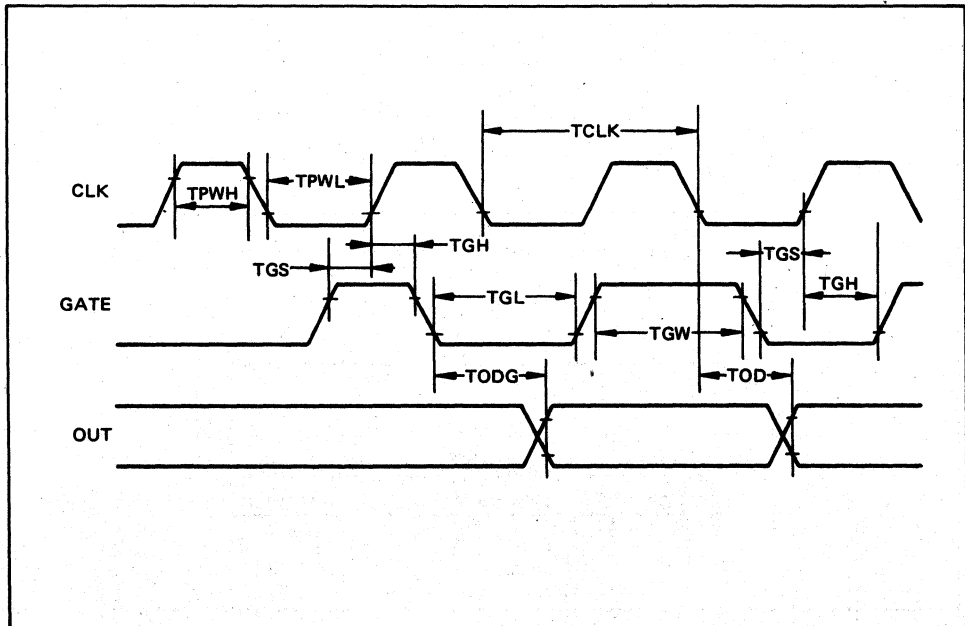 TCLK
CLK
TPWH
TPWL
TGS
TGH
TGS
GATE
TGL
TGW
TGH
TODG
TOD
OUT